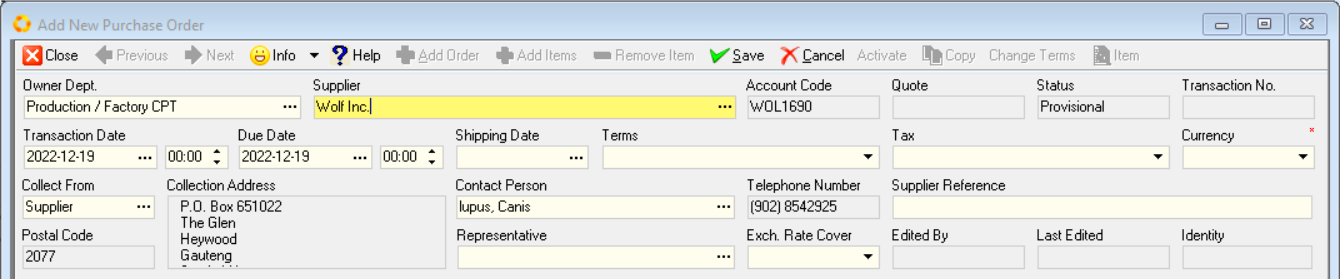 Add New Purchase Order
Close Previous Next Info Help Add Order Add Items Remove Item Save Cancel Activate Copy Change Terms Item
Owner Dept. Supplier Account Code Quote Status Transaction No.
Production / Factory CPT ... Wolf Inc. ... WOL1690 Provisional
Transaction Date Due Date Shipping Date Terms Tax Currency *
2022-12-19 ... 00:00 2022-12-19 ... 00:00 ...
Collect From Collection Address Contact Person Telephone Number Supplier Reference
Supplier ... P.O. Box 651022 lupus, Canis ... (902) 8542925
The Glen
Postal Code Heywood Representative Exch. Rate Cover Edited By Last Edited Identity
2077 Gauteng ...